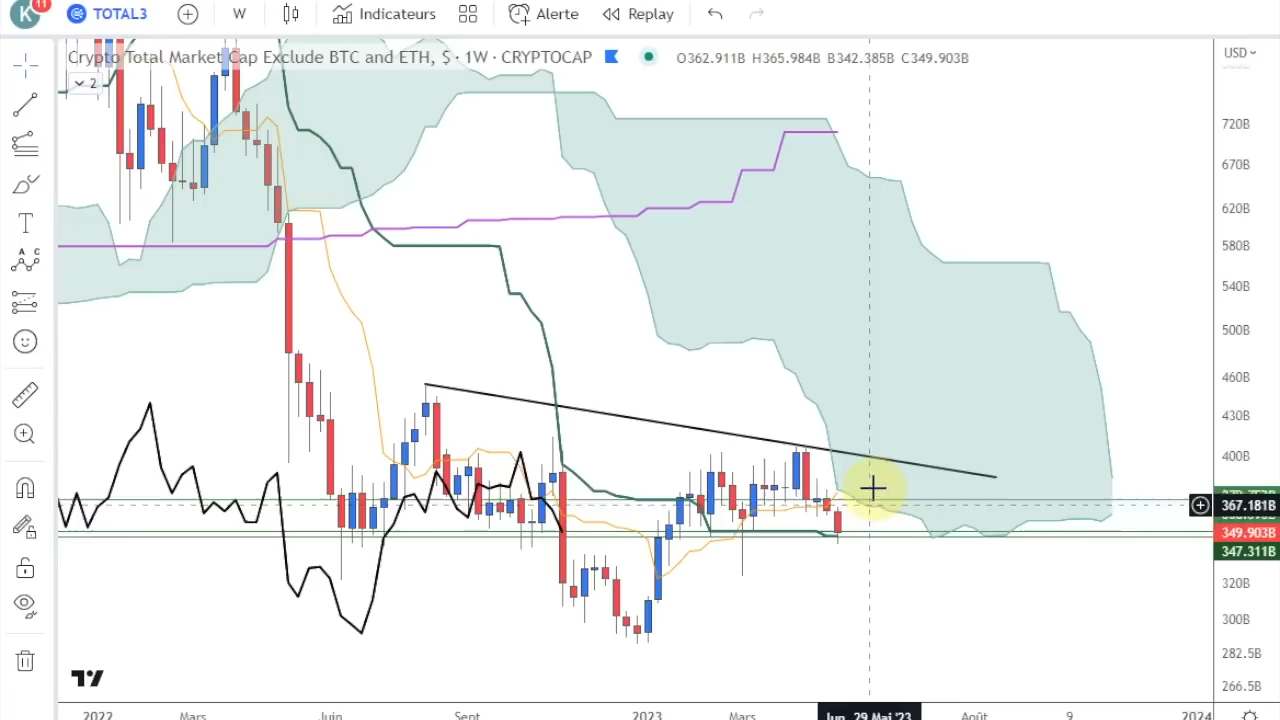 K 11 TOTAL3 W Indicateurs Alerte Replay
Crypto Total Market Cap Exclude BTC and ETH, $ · 1W · CRYPTOCAP O362.911B H365.984B B342.385B C349.903B
USD
2
720B
670B
620B
580B
540B
500B
460B
430B
400B
367.181B
349.903B
347.311B
320B
300B
282.5B
266.5B
T
A C
2022 Mars Juin Sept 2023 Mars Lun. 29 Mai '23 Août 9 2024